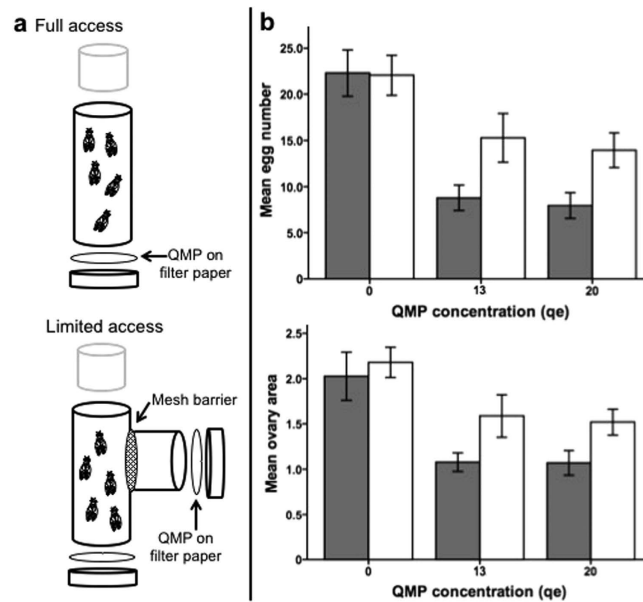 a
Full access
QMP on
filter paper
Limited access
Mesh barrier
QMP on
filter paper
b
Mean egg number
25.0
20.0
15.0
10.0
5.0
0
0
13
20
QMP concentration (qe)
Mean ovary area
2.5
2.0
1.5
1.0
0.5
0
0
13
20
QMP concentration (qe)